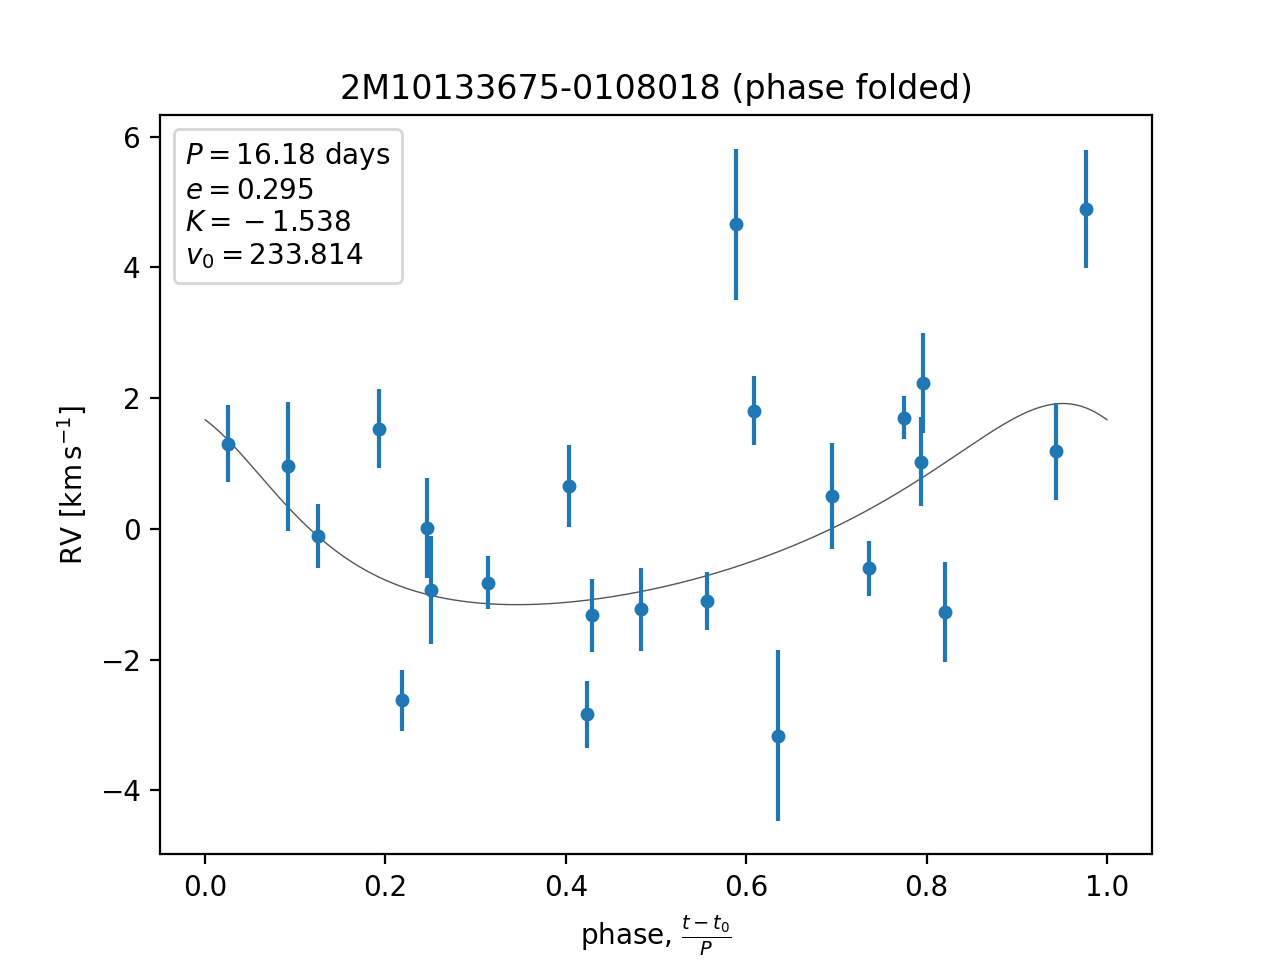 2M10133675-0108018 (phase folded)
P = 16.18 days
e = 0.295
K = −1.538
v₀ = 233.814
RV [km s⁻¹]
6
4
2
0
−2
−4
0.0 0.2 0.4 0.6 0.8 1.0
phase, (t − t₀)/P